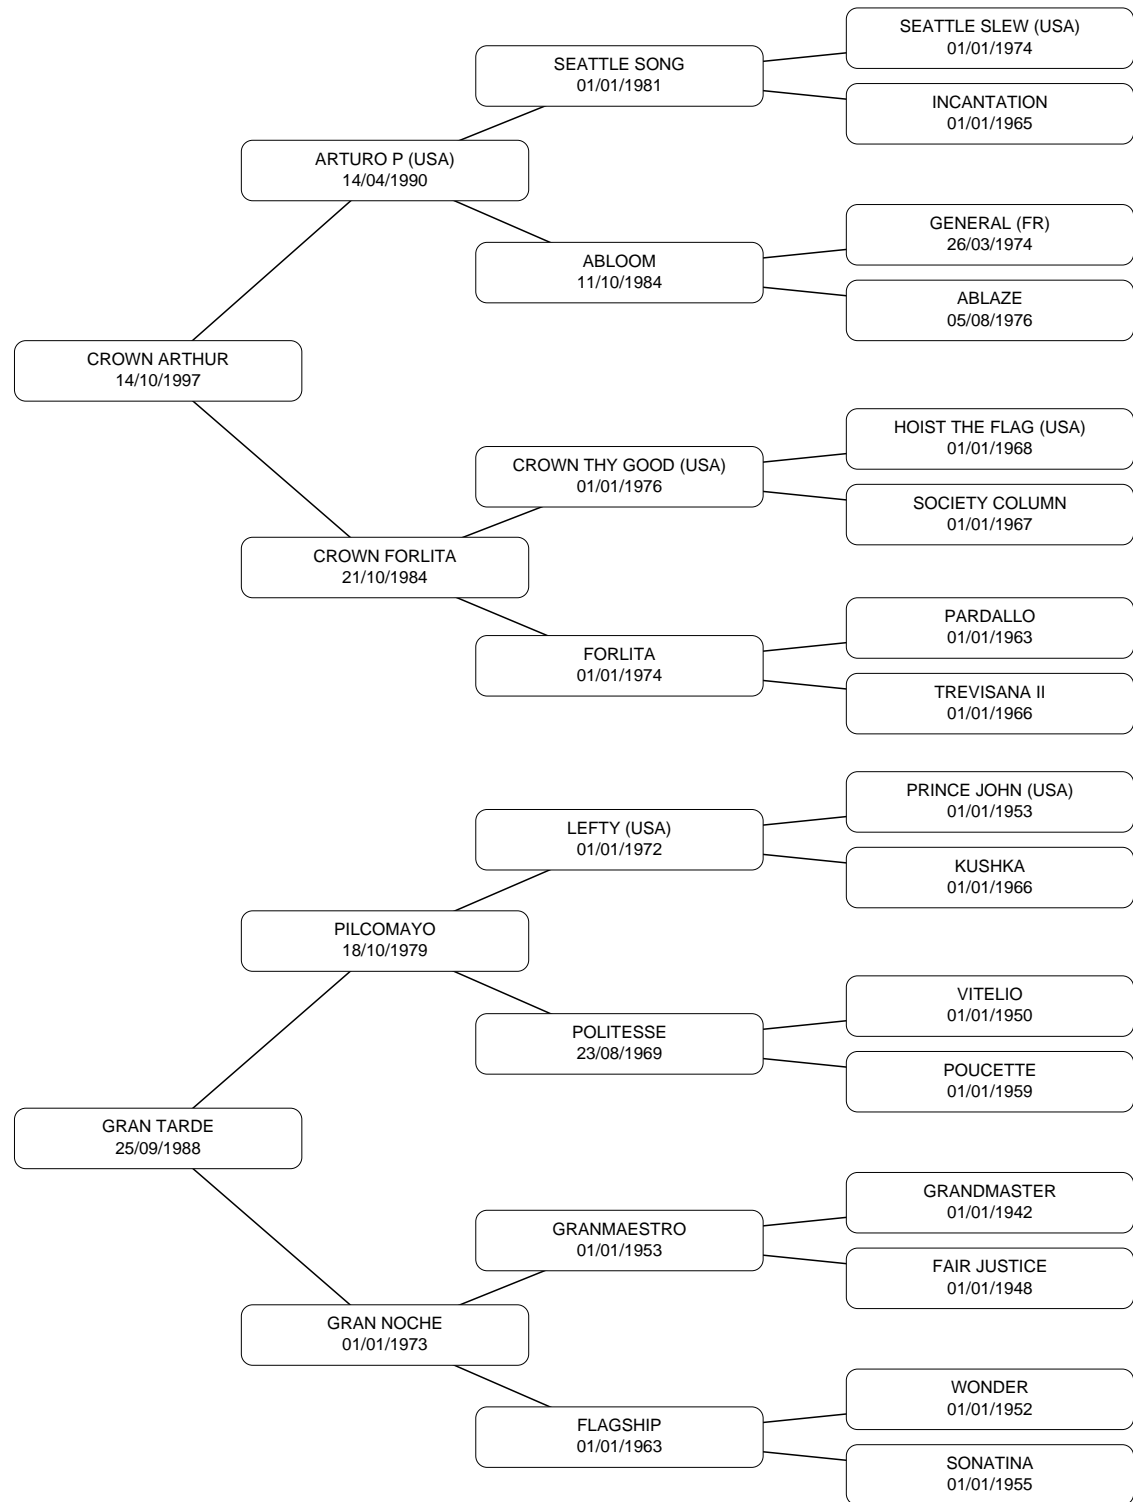 SEATTLE SLEW (USA)
01/01/1974
SEATTLE SONG
01/01/1981
INCANTATION
01/01/1965
ARTURO P (USA)
14/04/1990
GENERAL (FR)
26/03/1974
ABLOOM
11/10/1984
ABLAZE
05/08/1976
CROWN ARTHUR
14/10/1997
HOIST THE FLAG (USA)
01/01/1968
CROWN THY GOOD (USA)
01/01/1976
SOCIETY COLUMN
01/01/1967
CROWN FORLITA
21/10/1984
PARDALLO
01/01/1963
FORLITA
01/01/1974
TREVISANA II
01/01/1966
PRINCE JOHN (USA)
01/01/1953
LEFTY (USA)
01/01/1972
KUSHKA
01/01/1966
PILCOMAYO
18/10/1979
VITELIO
01/01/1950
POLITESSE
23/08/1969
POUCETTE
01/01/1959
GRAN TARDE
25/09/1988
GRANDMASTER
01/01/1942
GRANMAESTRO
01/01/1953
FAIR JUSTICE
01/01/1948
GRAN NOCHE
01/01/1973
WONDER
01/01/1952
FLAGSHIP
01/01/1963
SONATINA
01/01/1955